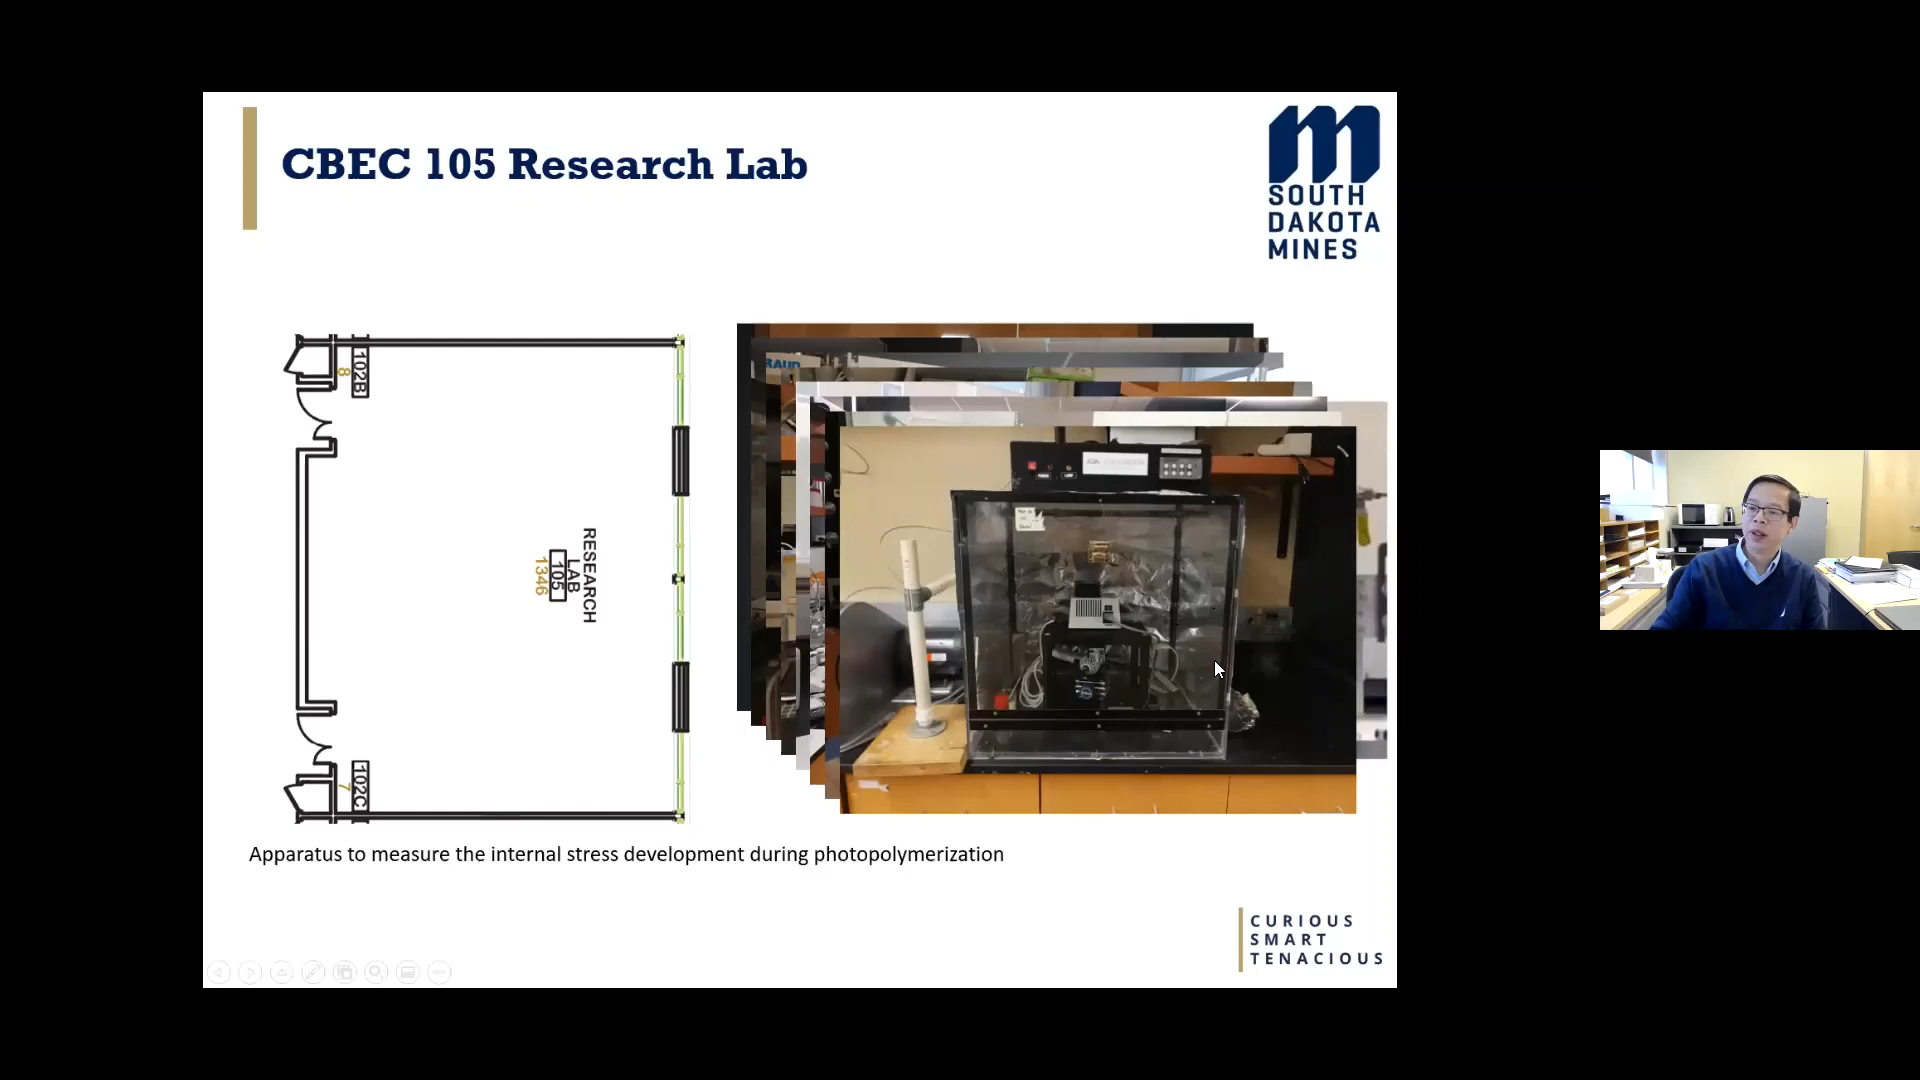 CBEC 105 Research Lab
SOUTH
DAKOTA
MINES
102B
8
RESEARCH
LAB
105
1346
102C
7
Apparatus to measure the internal stress development during photopolymerization
CURIOUS
SMART
TENACIOUS